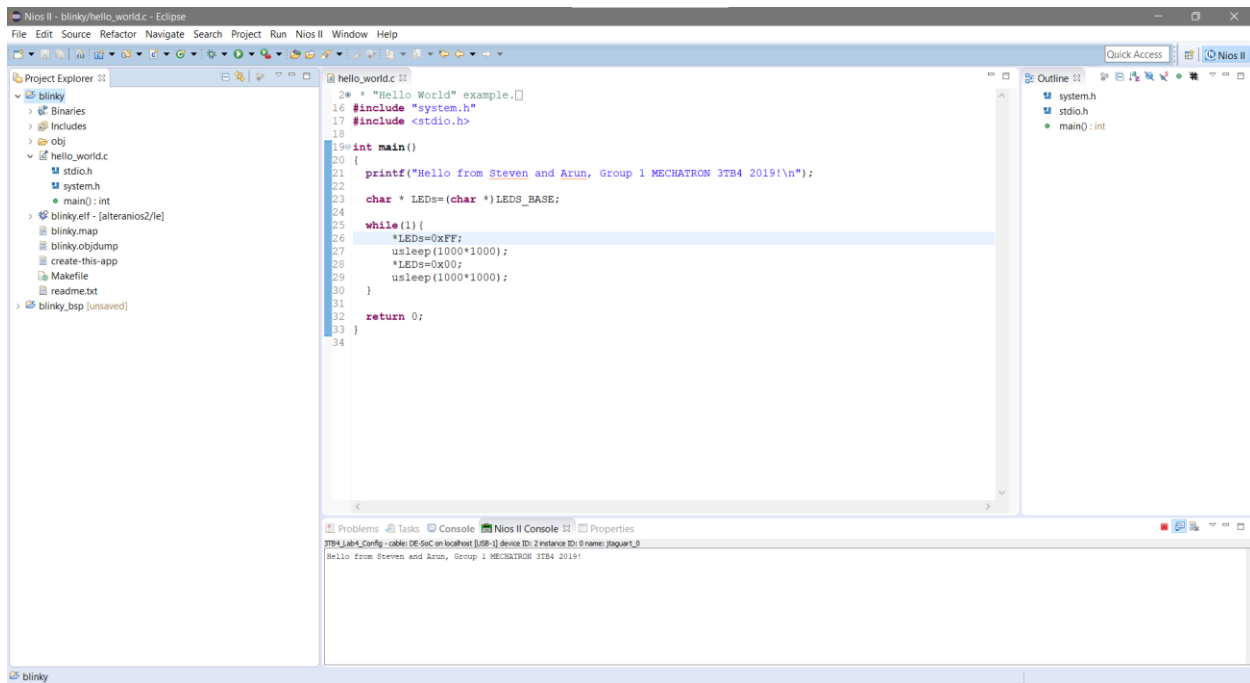 Nios II - blinky/hello_world.c - Eclipse
File Edit Source Refactor Navigate Search Project Run Nios II Window Help
Quick Access
Nios II
Project Explorer
blinky
Binaries
Includes
obj
hello_world.c
stdio.h
system.h
main() : int
blinky.elf - [alteranios2/le]
blinky.map
blinky.objdump
create-this-app
Makefile
readme.txt
blinky_bsp [unsaved]
hello_world.c
2 * "Hello World" example.
16 #include "system.h"
17 #include <stdio.h>
18
19 int main()
20 {
21 printf("Hello from Steven and Arun, Group 1 MECHATRON 3TB4 2019!\n");
22
23 char * LEDs=(char *)LEDS_BASE;
24
25 while(1){
26 *LEDs=0xFF;
27 usleep(1000*1000);
28 *LEDs=0x00;
29 usleep(1000*1000);
30 }
31
32 return 0;
33 }
34
Outline
system.h
stdio.h
main() : int
Problems Tasks Console Nios II Console Properties
3TB4_Lab4_Config - cable: DE-SoC on localhost [USB-1] device ID: 2 instance ID: 0 name: jtaguart_0
Hello from Steven and Arun, Group 1 MECHATRON 3TB4 2019!
blinky